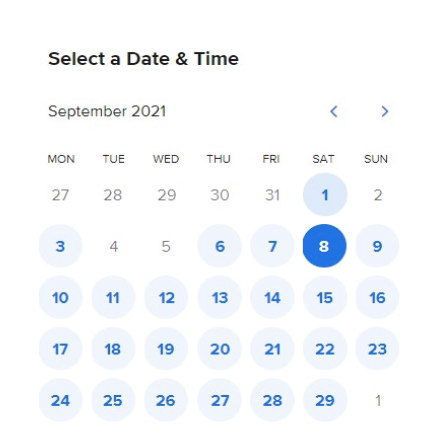 Select a Date & Time
September 2021
MON TUE WED THU FRI SAT SUN
27 28 29 30 31 1 2
3 4 5 6 7 8 9
10 11 12 13 14 15 16
17 18 19 20 21 22 23
24 25 26 27 28 29 1